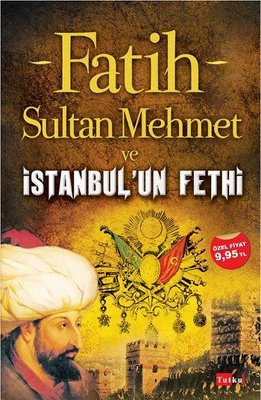 -Fatih-
Sultan Mehmet
ve
İSTANBUL'UN FETHİ
ÖZEL FİYAT
9,95 TL
Tutku